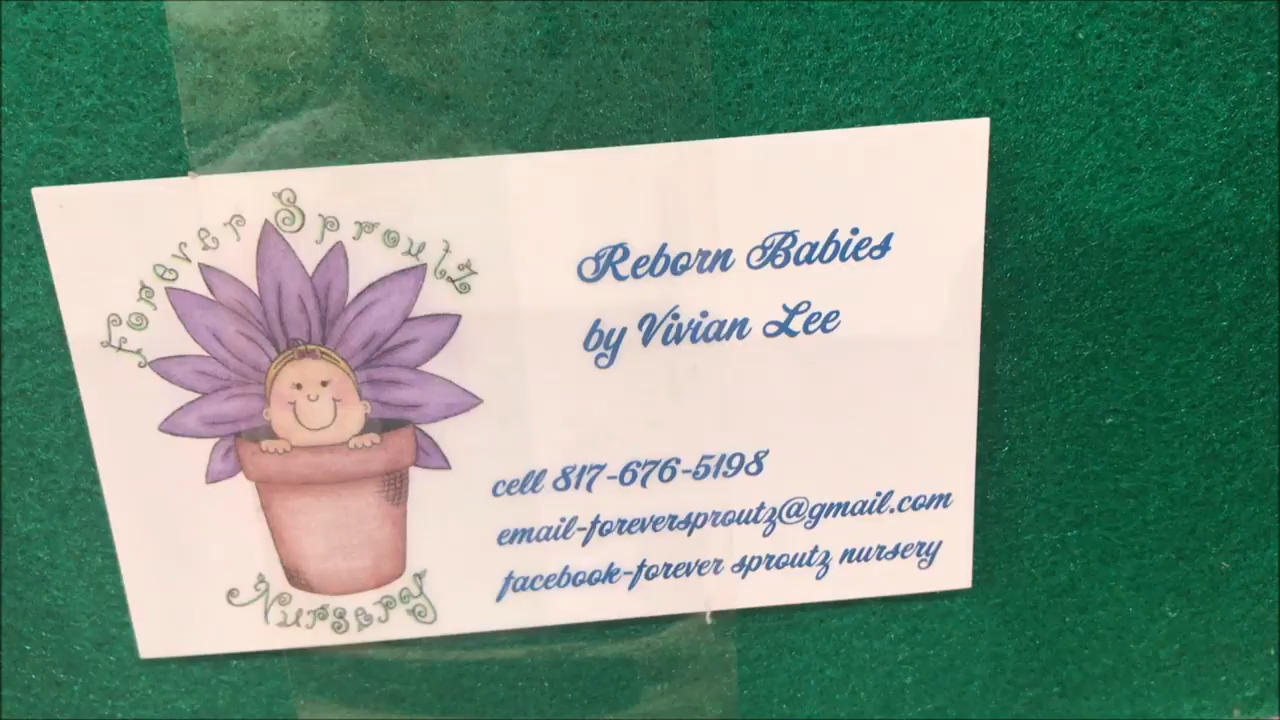 Forever Sproutz
Nursery
Reborn Babies
by Vivian Lee
cell 817-676-5198
email-foreversproutz@gmail.com
facebook-forever sproutz nursery